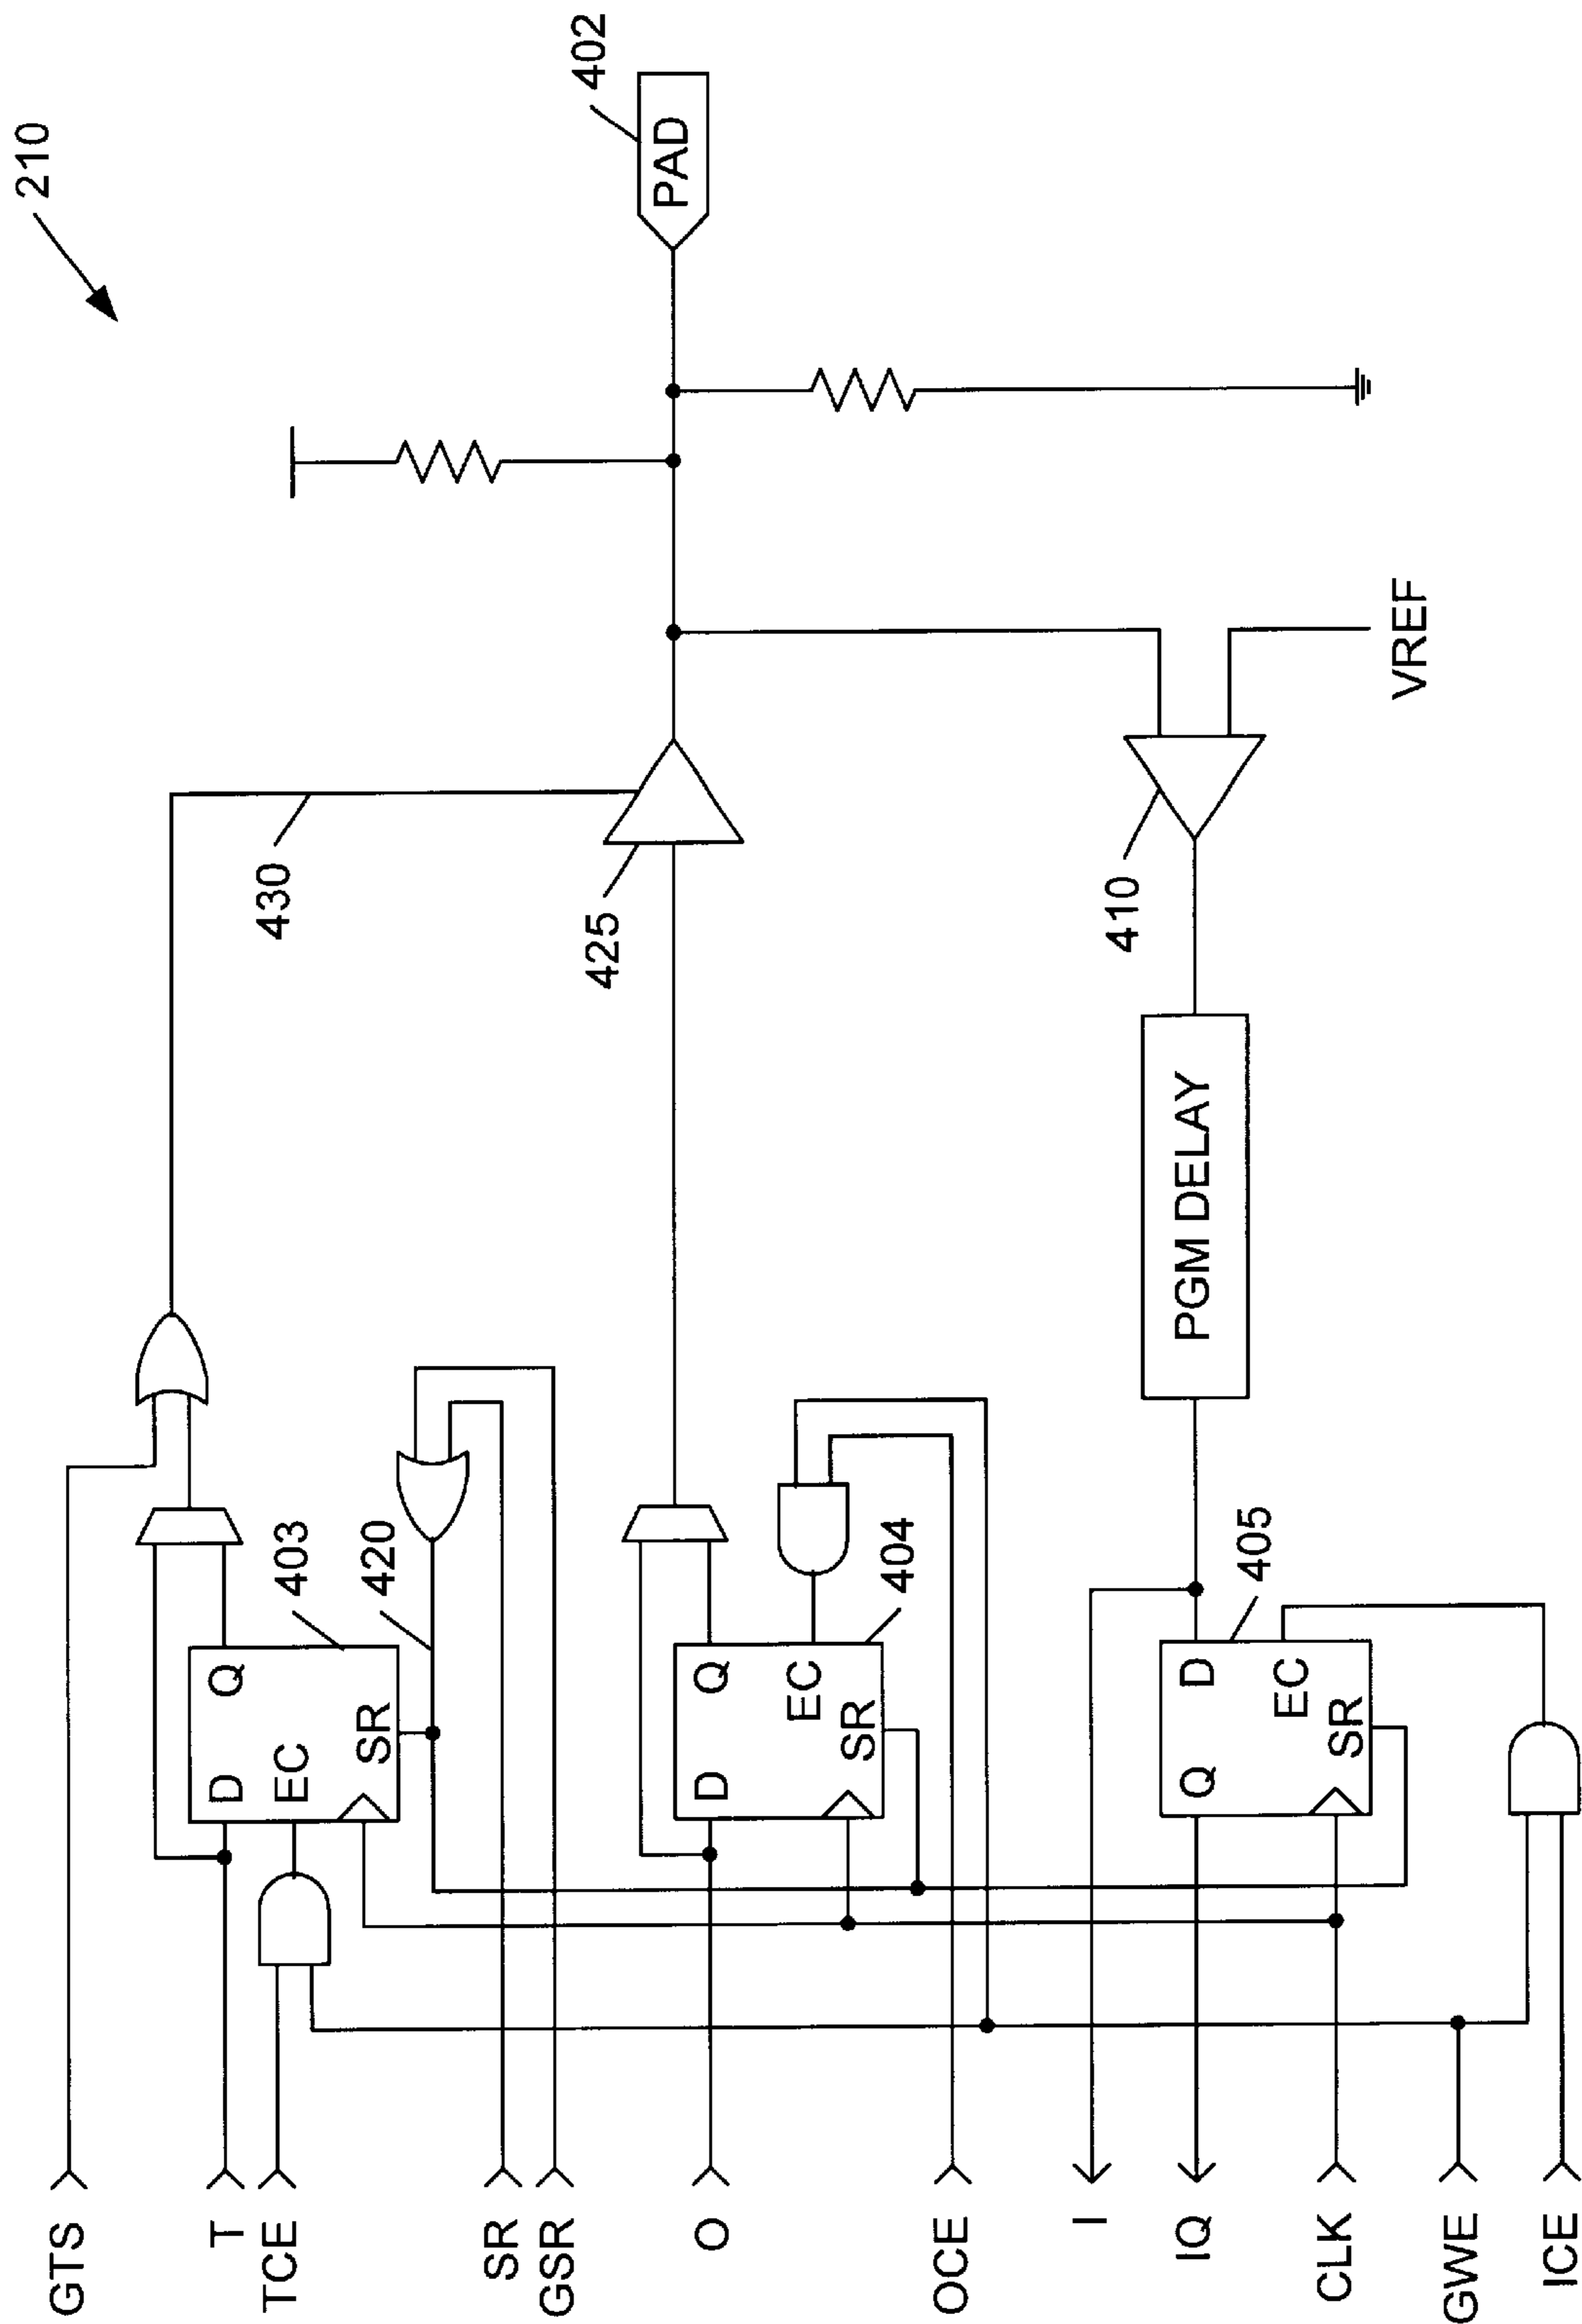 210
PAD
402
430
425
410
VREF
PGM DELAY
GTS
T
TCE
SR
GSR
O
OCE
I
IQ
CLK
GWE
ICE
D
Q
EC
SR
403
420
D
Q
EC
SR
404
Q
D
EC
SR
405